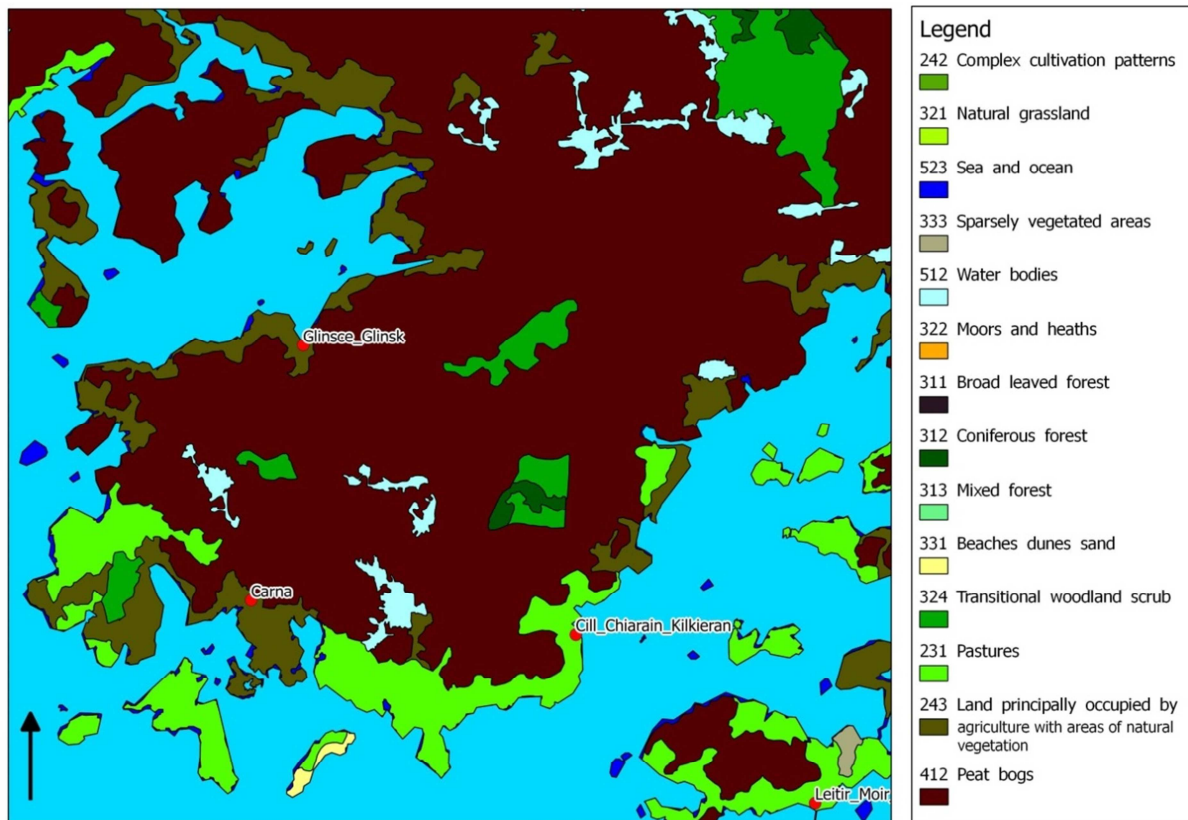 Glinsce_Glinsk
Carna
Cill_Chiarain_Kilkieran
Leitir_Moir
Legend
242 Complex cultivation patterns
321 Natural grassland
523 Sea and ocean
333 Sparsely vegetated areas
512 Water bodies
322 Moors and heaths
311 Broad leaved forest
312 Coniferous forest
313 Mixed forest
331 Beaches dunes sand
324 Transitional woodland scrub
231 Pastures
243 Land principally occupied by
agriculture with areas of natural
vegetation
412 Peat bogs